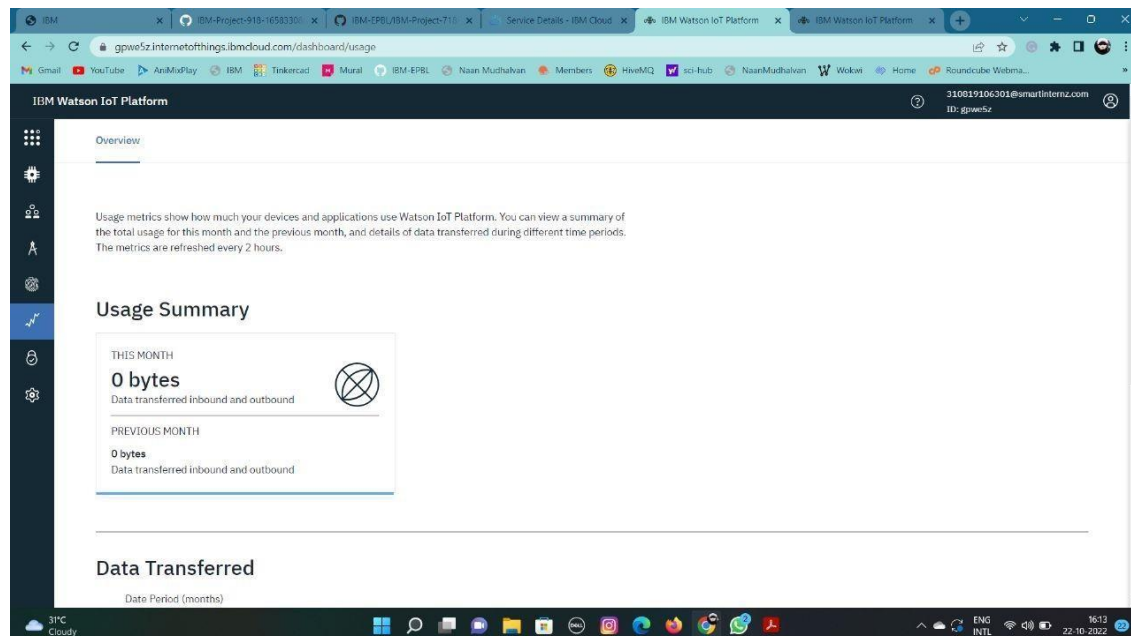 IBM
IBM-Project-918-16583308
IBM-EPBL/IBM-Project-718
Service Details - IBM Cloud
IBM Watson IoT Platform
IBM Watson IoT Platform
gpwe5z.internetofthings.ibmcloud.com/dashboard/usage
Gmail
YouTube
AniMixPlay
IBM
Tinkercad
Mural
IBM-EPBL
Naan Mudhalvan
Members
HiveMQ
sci-hub
NaanMudhalvan
Wokwi
Home
Roundcube Webma...
»
IBM Watson IoT Platform
310819106301@smartinternz.com
ID: gpwe5z
Overview
Usage metrics show how much your devices and applications use Watson IoT Platform. You can view a summary of
the total usage for this month and the previous month, and details of data transferred during different time periods.
The metrics are refreshed every 2 hours.
Usage Summary
THIS MONTH
0 bytes
Data transferred inbound and outbound
PREVIOUS MONTH
0 bytes
Data transferred inbound and outbound
Data Transferred
Date Period (months)
31°C
Cloudy
DELL
2
ENG
INTL
16:13
22-10-2022
22